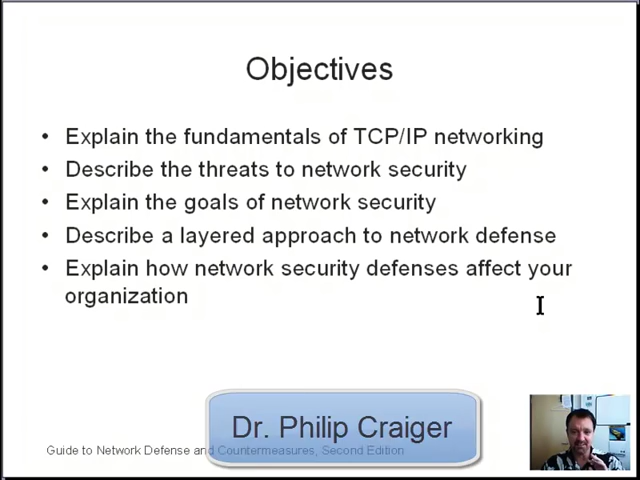 Objectives
• Explain the fundamentals of TCP/IP networking
• Describe the threats to network security
• Explain the goals of network security
• Describe a layered approach to network defense
• Explain how network security defenses affect your
organization
Dr. Philip Craiger
Guide to Network Defense and Countermeasures, Second Edition